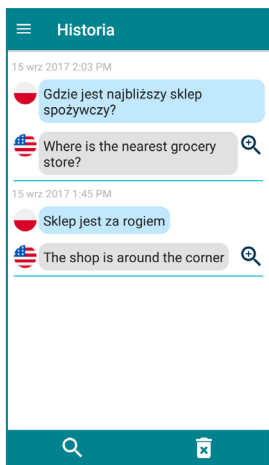 Historia
15 wrz 2017 2:03 PM
Gdzie jest najbliższy sklep
spożywczy?
Where is the nearest grocery
store?
15 wrz 2017 1:45 PM
Sklep jest za rogiem
The shop is around the corner